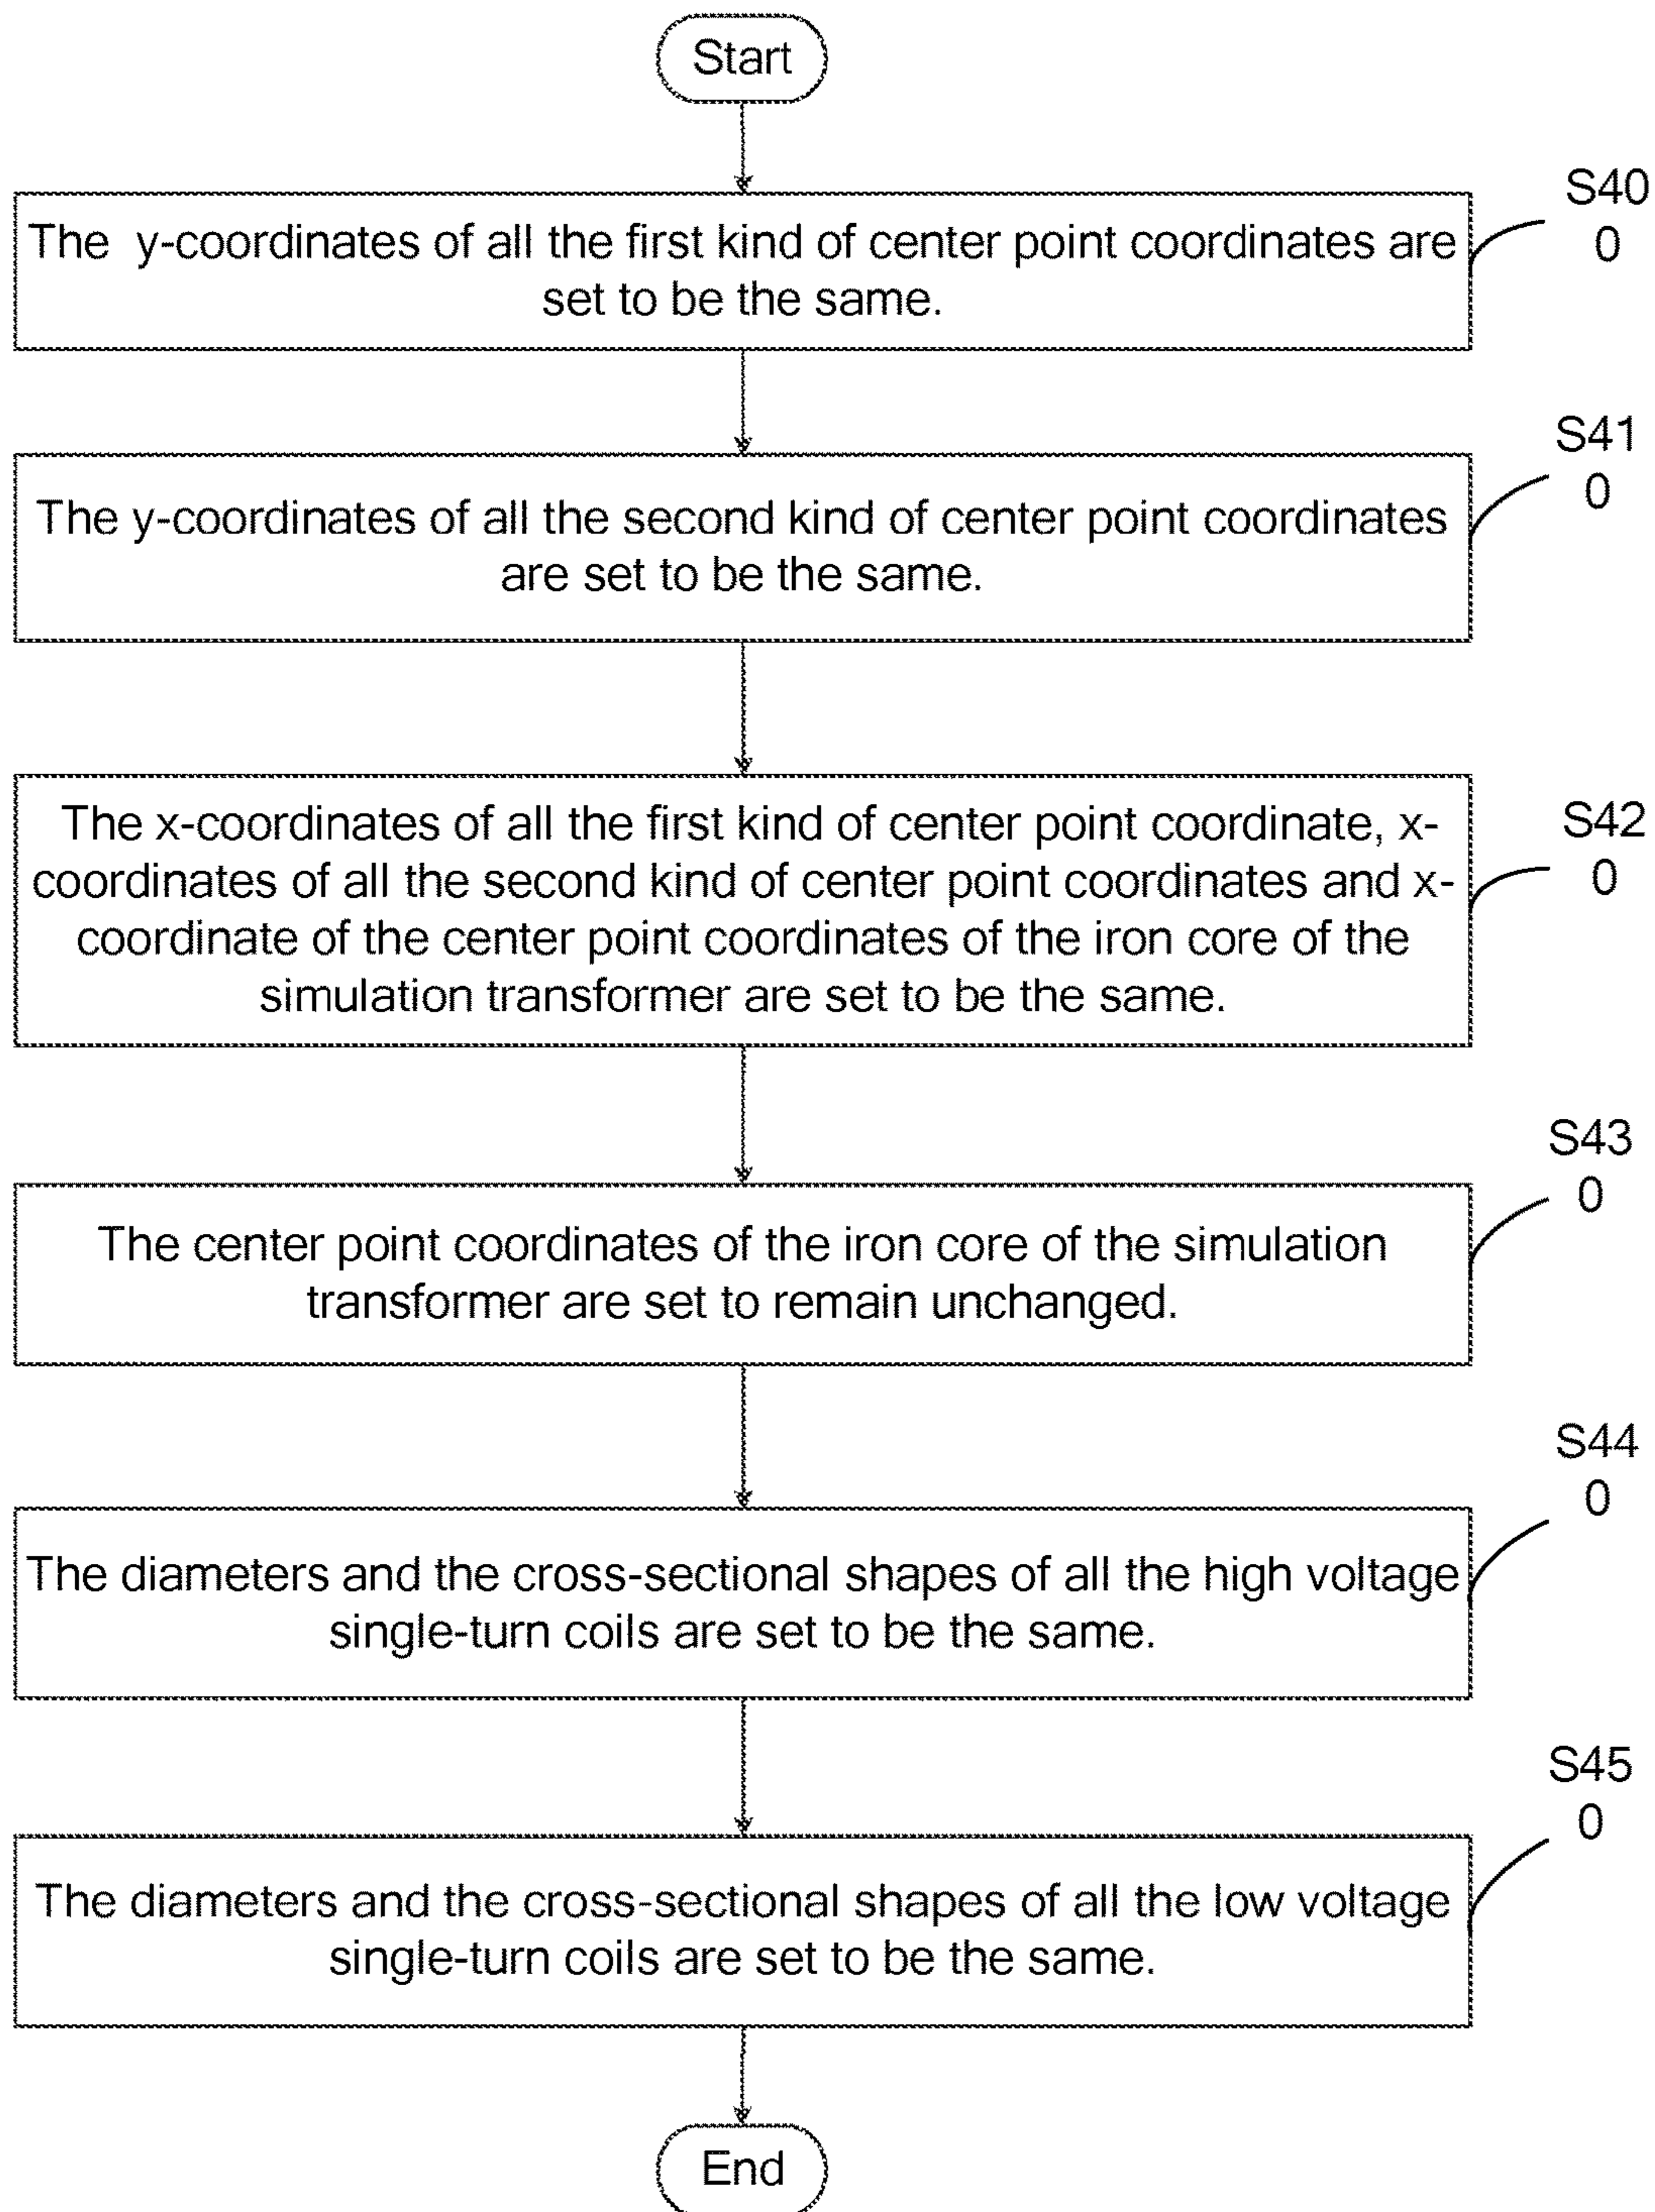 Start
S40
0
The y-coordinates of all the first kind of center point coordinates are
set to be the same.
S41
0
The y-coordinates of all the second kind of center point coordinates
are set to be the same.
S42
0
The x-coordinates of all the first kind of center point coordinate, x-
coordinates of all the second kind of center point coordinates and x-
coordinate of the center point coordinates of the iron core of the
simulation transformer are set to be the same.
S43
0
The center point coordinates of the iron core of the simulation
transformer are set to remain unchanged.
S44
0
The diameters and the cross-sectional shapes of all the high voltage
single-turn coils are set to be the same.
S45
0
The diameters and the cross-sectional shapes of all the low voltage
single-turn coils are set to be the same.
End